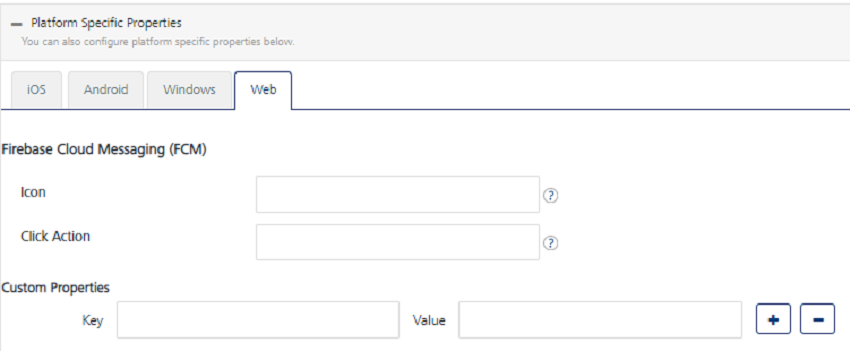 Platform Specific Properties
You can also configure platform specific properties below.
iOS Android Windows Web
Firebase Cloud Messaging (FCM)
Icon ?
Click Action ?
Custom Properties
Key Value + -